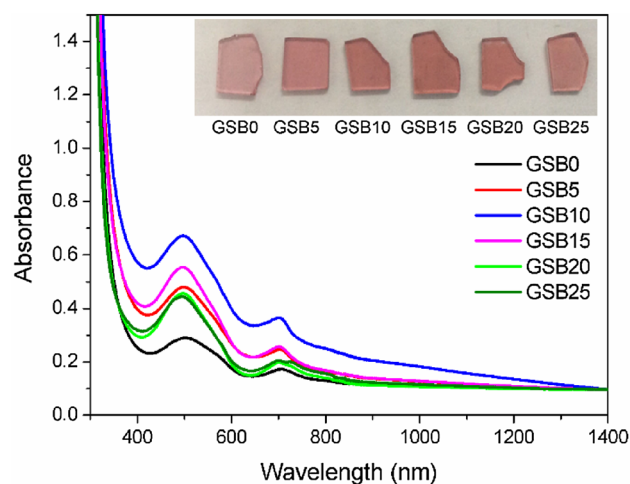 GSB0 GSB5 GSB10 GSB15 GSB20 GSB25
GSB0
GSB5
GSB10
GSB15
GSB20
GSB25
Absorbance
1.4
1.2
1.0
0.8
0.6
0.4
0.2
0.0
400 600 800 1000 1200 1400
Wavelength (nm)